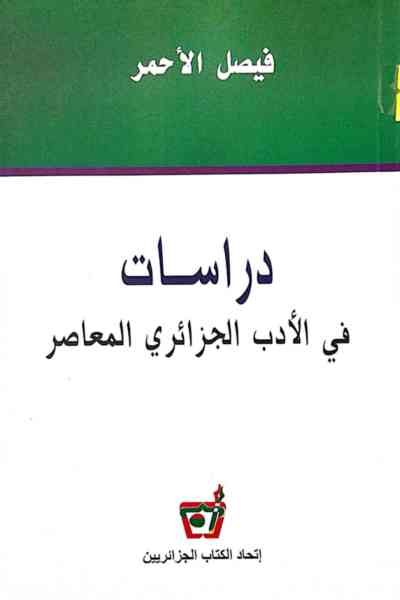 فيصل الأحمر
دراسات
في الأدب الجزائري المعاصر
إتحاد الكتاب الجزائريين